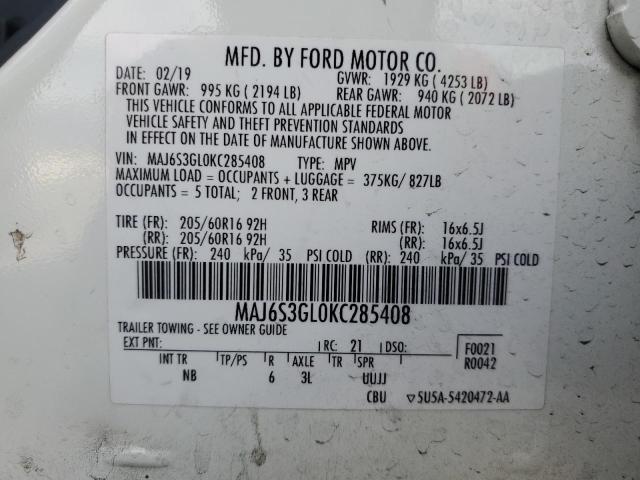 MFD. BY FORD MOTOR CO.
DATE: 02/19 GVWR: 1929 KG ( 4253 LB)
FRONT GAWR: 995 KG ( 2194 LB) REAR GAWR: 940 KG ( 2072 LB)
THIS VEHICLE CONFORMS TO ALL APPLICABLE FEDERAL MOTOR
VEHICLE SAFETY AND THEFT PREVENTION STANDARDS
IN EFFECT ON THE DATE OF MANUFACTURE SHOWN ABOVE.
VIN: MAJ6S3GL0KC285408 TYPE: MPV
MAXIMUM LOAD = OCCUPANTS + LUGGAGE = 375KG/ 827LB
OCCUPANTS = 5 TOTAL; 2 FRONT, 3 REAR
TIRE (FR): 205/60R16 92H RIMS (FR): 16x6.5J
(RR): 205/60R16 92H (RR): 16x6.5J
PRESSURE (FR): 240 kPa/ 35 PSI COLD (RR): 240 kPa/ 35 PSI COLD
MAJ6S3GL0KC285408
TRAILER TOWING - SEE OWNER GUIDE
EXT PNT: RC: 21 DSO: F0021
INT TR TP/PS R AXLE TR SPR R0042
NB 6 3L UUJJ
CBU SU5A-5420472-AA